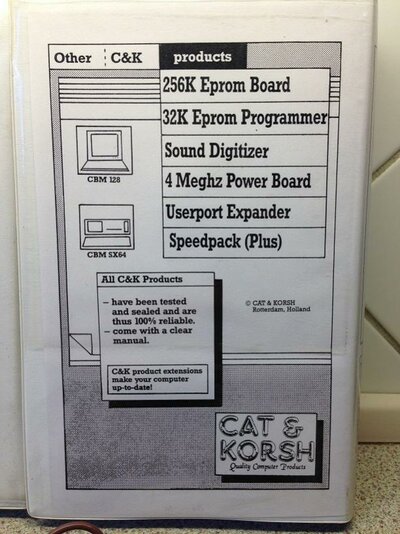 Other C&K products
256K Eprom Board
32K Eprom Programmer
Sound Digitizer
4 Meghz Power Board
Userport Expander
Speedpack (Plus)
CBM 128
CBM SX64
All C&K Products
– have been tested
and sealed and are
thus 100% reliable.
– come with a clear
manual.
C&K product extensions
make your computer
up-to-date!
© CAT & KORSH
Rotterdam, Holland
CAT &
KORSH
Quality Computer Products